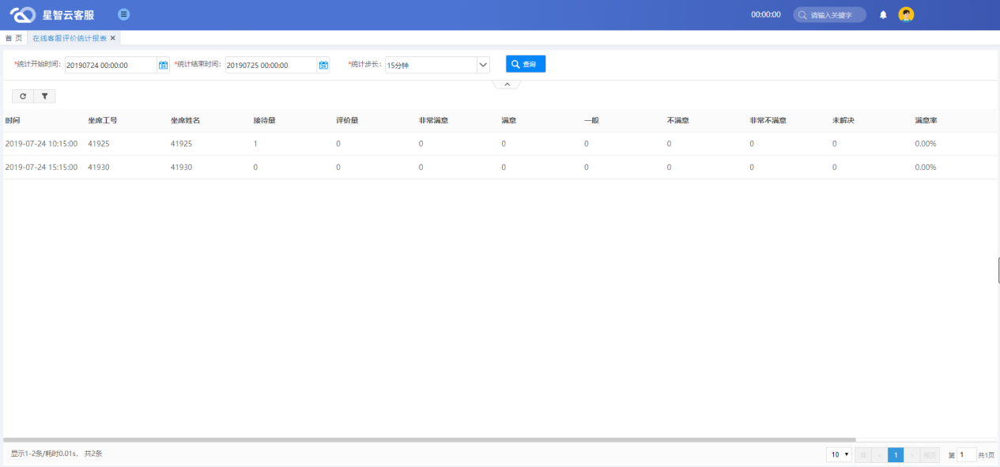 星智云客服 00:00:00 请输入关键字
首 页 在线客服评价统计报表 ×
*统计开始时间: 20190724 00:00:00 *统计结束时间: 20190725 00:00:00 *统计步长: 15分钟 查询
时间 坐席工号 坐席姓名 接待量 评价量 非常满意 满意 一般 不满意 非常不满意 未解决 满意率
2019-07-24 10:15:00 41925 41925 1 0 0 0 0 0 0 0 0.00%
2019-07-24 15:15:00 41930 41930 0 0 0 0 0 0 0 0 0.00%
显示1-2条/耗时0.01s, 共2条 10 1 第 1 共1页